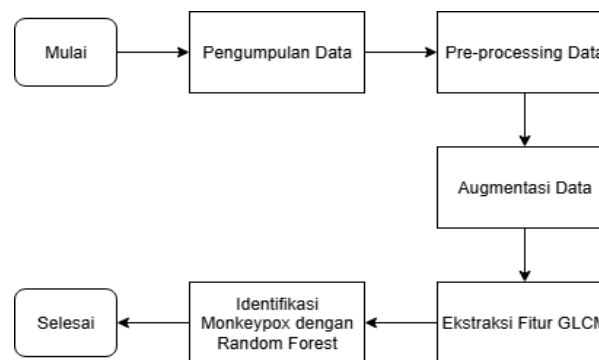 Mulai
Pengumpulan Data
Pre-processing Data
Augmentasi Data
Ekstraksi Fitur GLCM
Identifikasi
Monkeypox dengan
Random Forest
Selesai